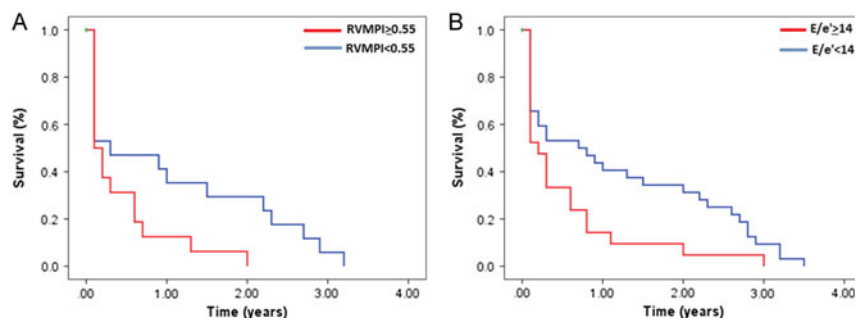 A
RVMPI≥0.55
RVMPI<0.55
Survival (%)
1.0
0.8
0.6
0.4
0.2
0.0
.00 1.00 2.00 3.00 4.00
Time (years)
B
E/e'≥14
E/e'<14
Survival (%)
1.0
0.8
0.6
0.4
0.2
0.0
.00 1.00 2.00 3.00 4.00
Time (years)